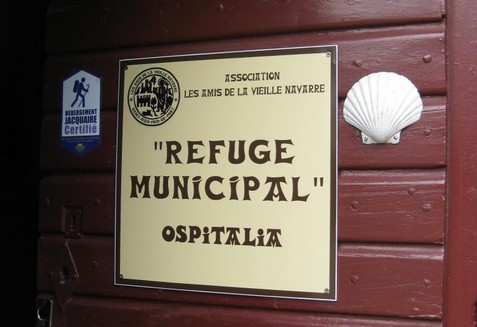 HEBERGEMENT
JACQUAIRE
Certifié
ASSOCIATION
LES AMIS DE LA VIEILLE NAVARRE
"REFUGE
MUNICIPAL"
OSPITALIA